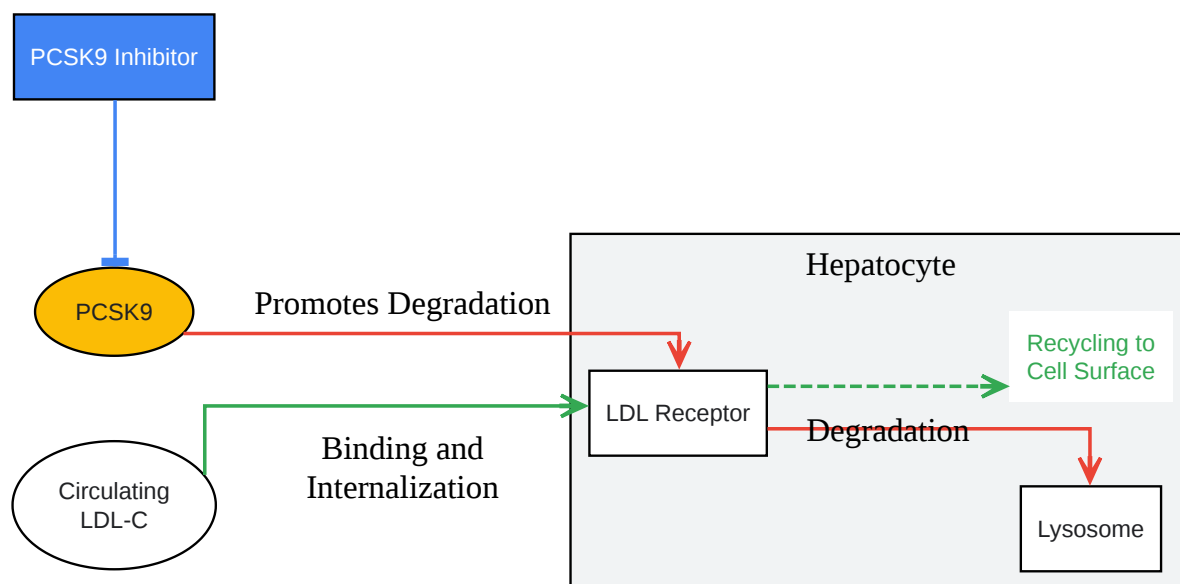 PCSK9 Inhibitor
Hepatocyte
PCSK9
Promotes Degradation
Recycling to
Cell Surface
LDL Receptor
Degradation
Binding and
Internalization
Circulating
LDL-C
Lysosome